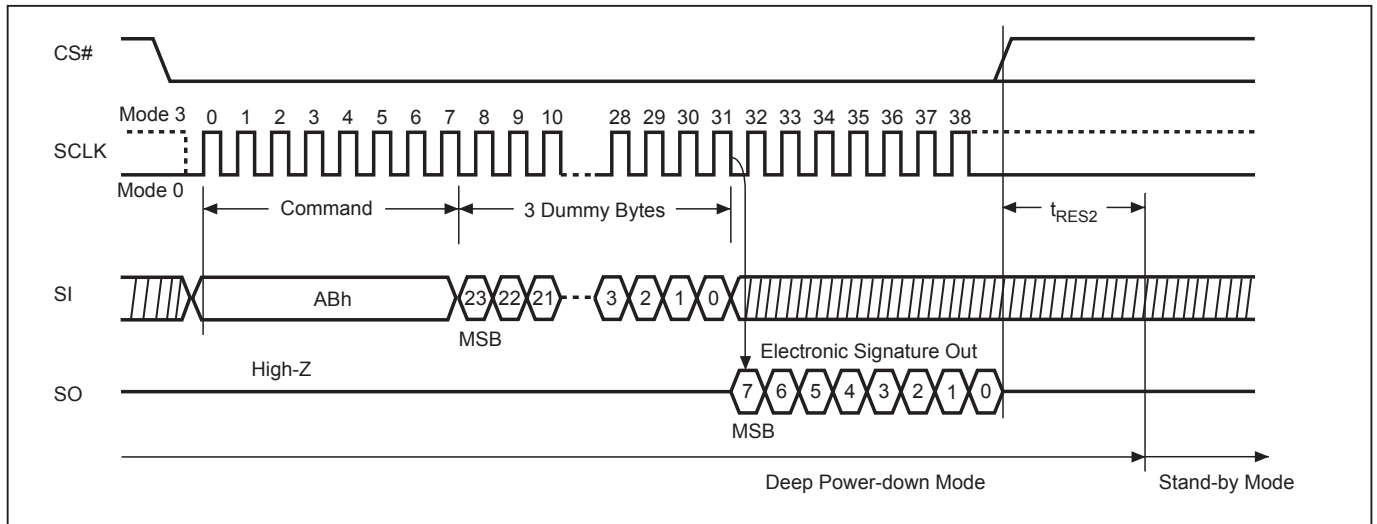 CS#
Mode 3 0 1 2 3 4 5 6 7 8 9 10 28 29 30 31 32 33 34 35 36 37 38
SCLK
Mode 0
Command 3 Dummy Bytes tRES2
SI ABh 23 22 21 3 2 1 0
MSB
Electronic Signature Out
High-Z
SO 7 6 5 4 3 2 1 0
MSB
Deep Power-down Mode Stand-by Mode